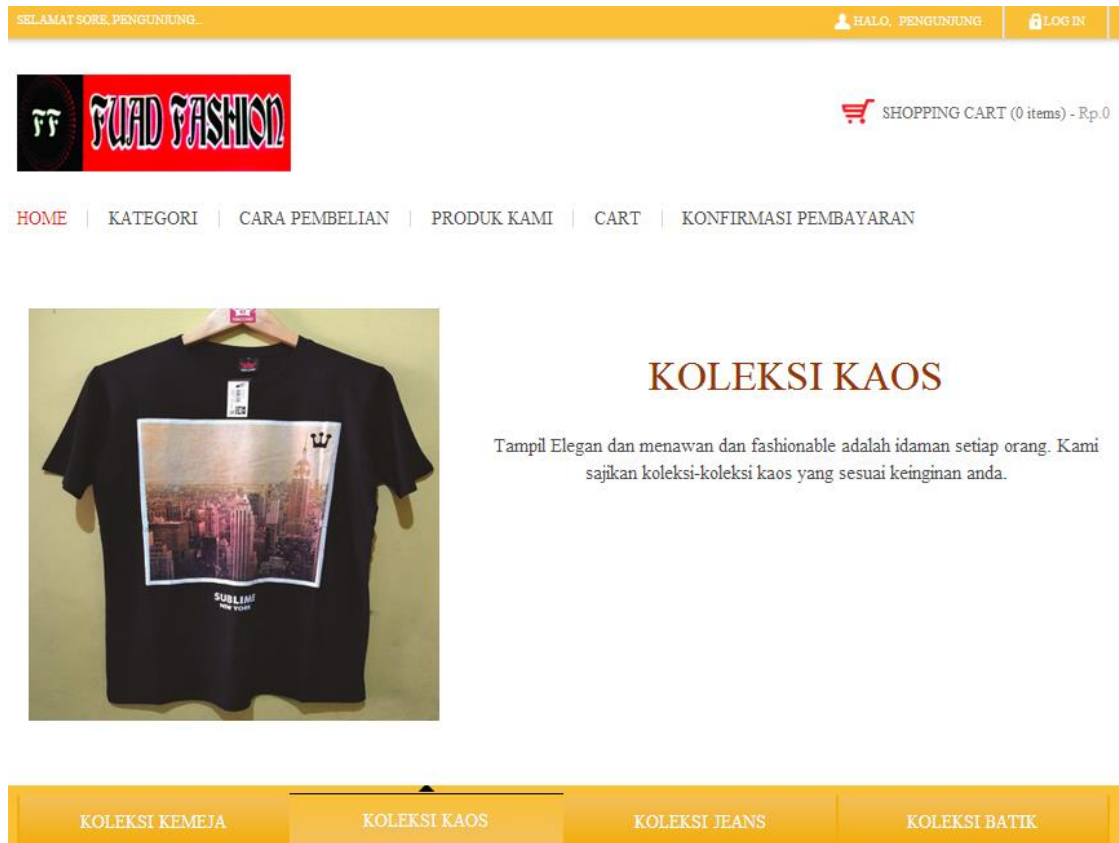 SELAMAT SORE, PENGUNJUNG...
HALO, PENGUNJUNG
LOG IN
FF FUAD FASHION
SHOPPING CART (0 items) - Rp.0
HOME KATEGORI CARA PEMBELIAN PRODUK KAMI CART KONFIRMASI PEMBAYARAN
KOLEKSI KAOS
Tampil Elegan dan menawan dan fashionable adalah idaman setiap orang. Kami
sajikan koleksi-koleksi kaos yang sesuai keinginan anda.
SUBLIME
NEW YORK
KOLEKSI KEMEJA KOLEKSI KAOS KOLEKSI JEANS KOLEKSI BATIK